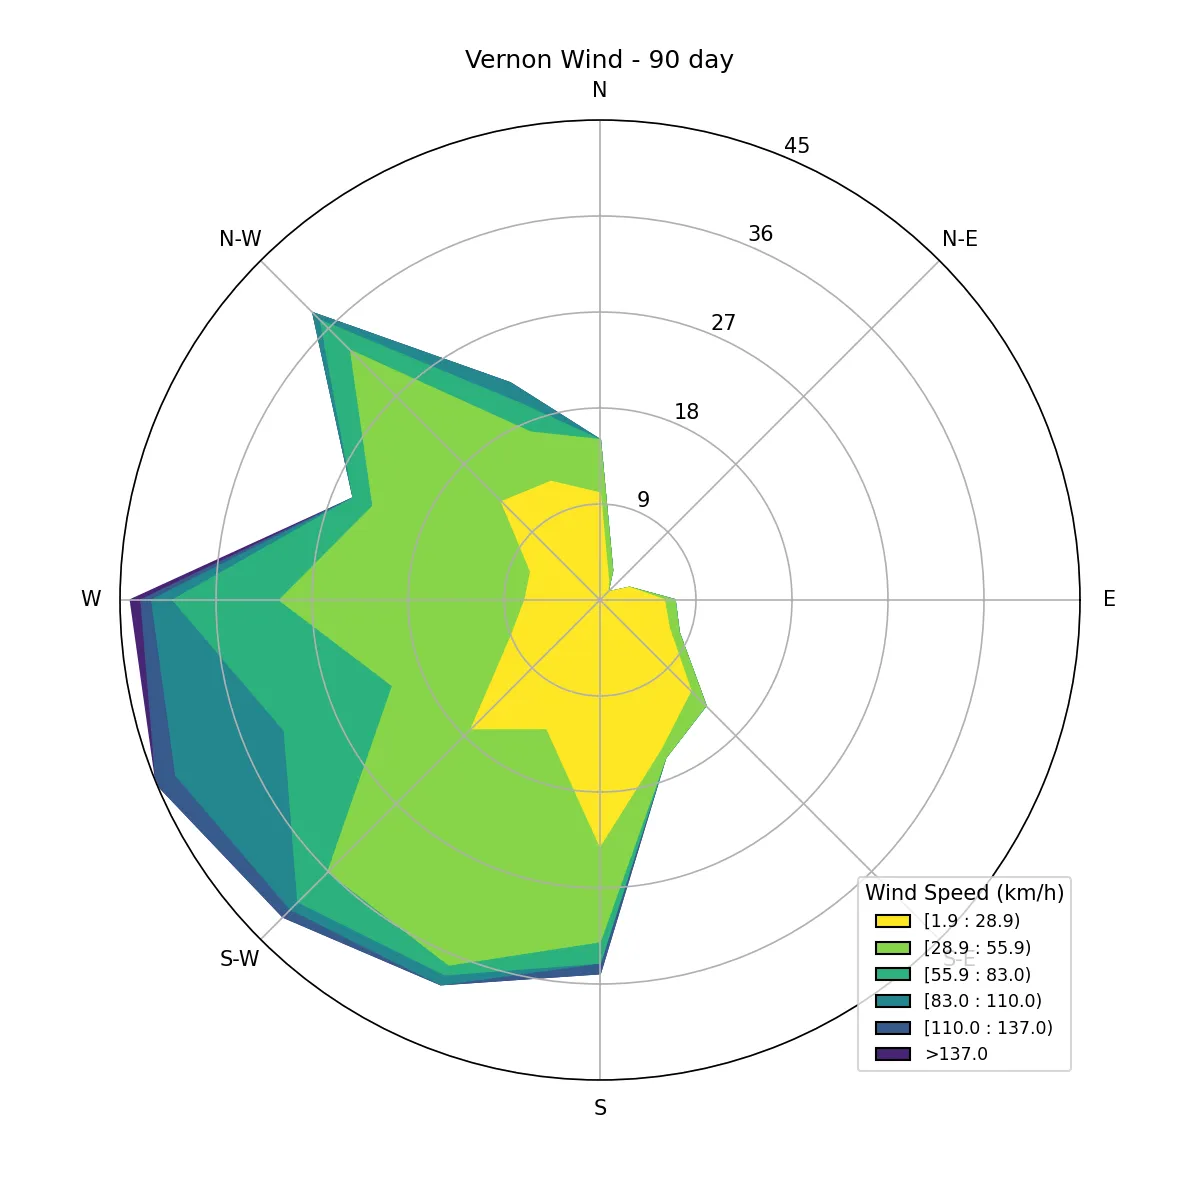 Vernon Wind - 90 day
N
45
36
N-W
N-E
27
18
9
W
E
Wind Speed (km/h)
[1.9 : 28.9)
[28.9 : 55.9)
S-W
S-E
[55.9 : 83.0)
[83.0 : 110.0)
[110.0 : 137.0)
>137.0
S